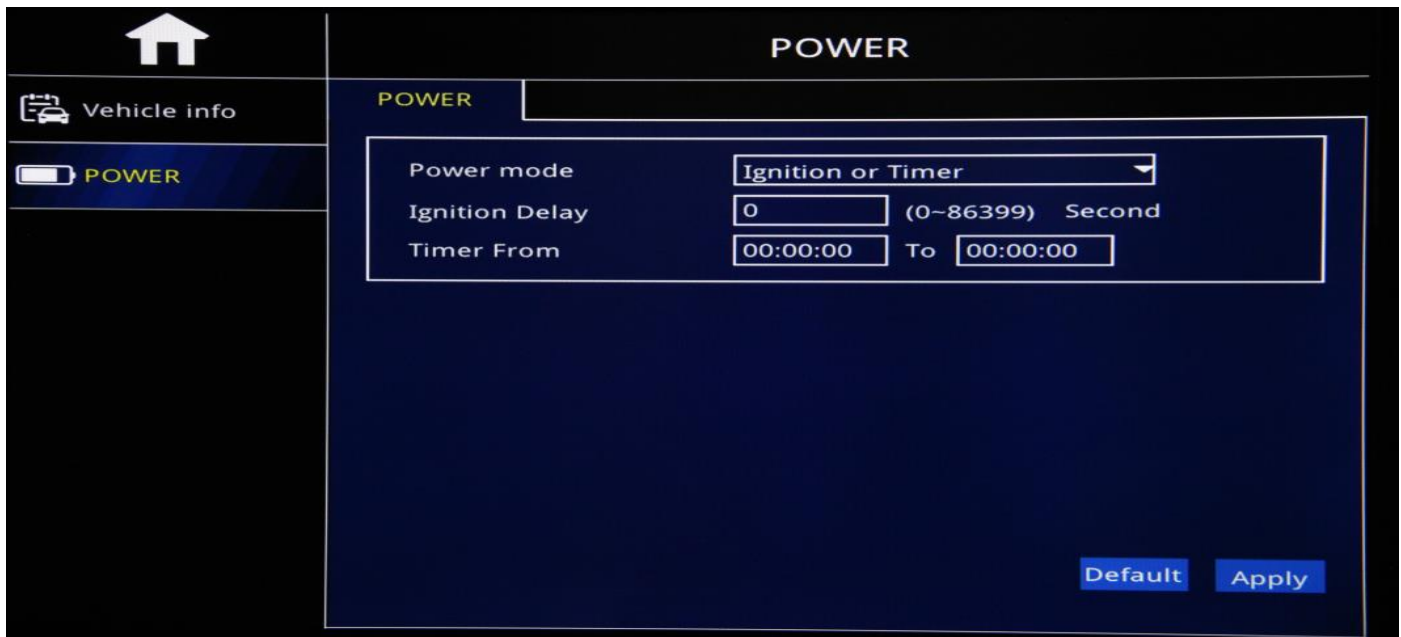 POWER
Vehicle info
POWER
POWER
Power mode Ignition or Timer
Ignition Delay 0 (0~86399) Second
Timer From 00:00:00 To 00:00:00
Default Apply